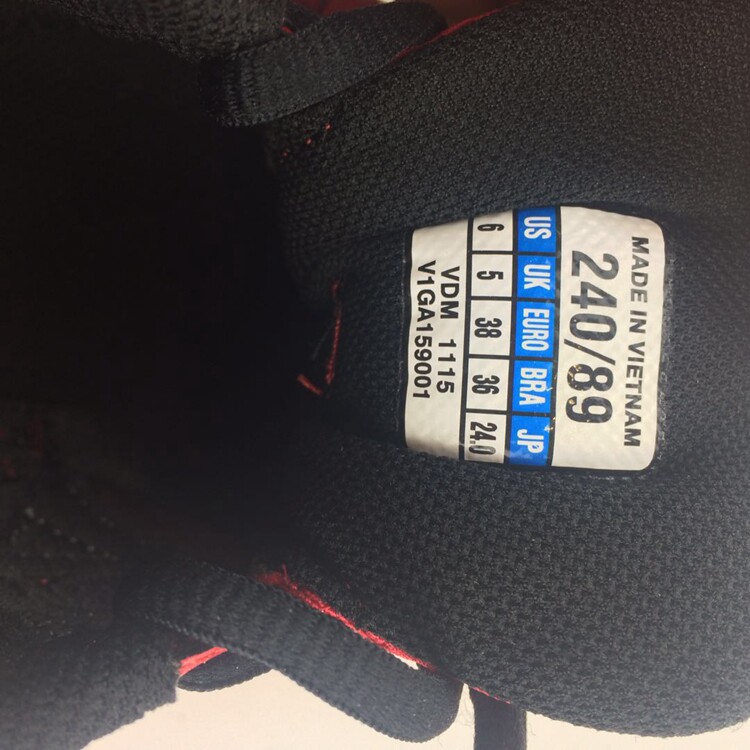 MADE IN VIETNAM
240/89
US UK EURO BRA JP
6 5 38 36 24.0
VDM 1115
V1GA159001